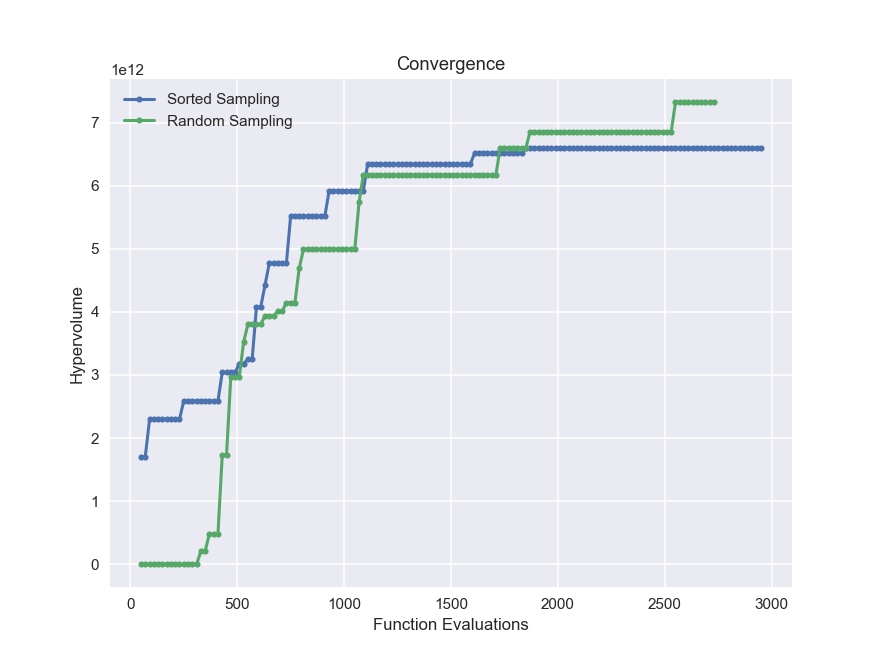 Convergence
1e12
Sorted Sampling
Random Sampling
7
6
5
4
3
2
1
0
Hypervolume
0 500 1000 1500 2000 2500 3000
Function Evaluations